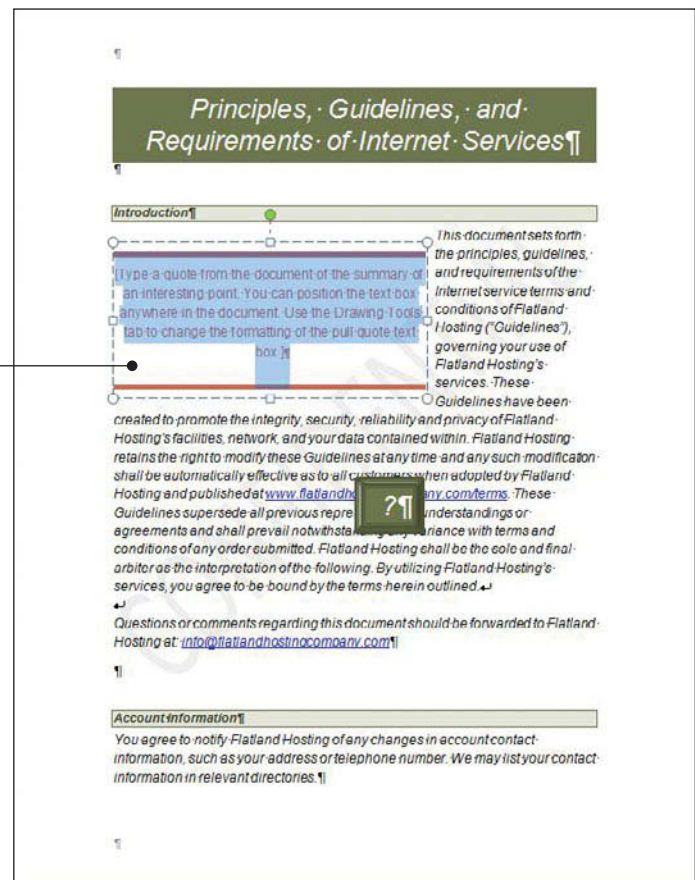 ¶
Principles, · Guidelines, · and·
Requirements· of·Internet· Services¶
¶
Introduction¶
[Type·a·quote·from·the·document·of·the·summary·of·
an·interesting·point.·You·can·position·the·text·box·
anywhere·in·the·document.·Use·the·Drawing·Tools·
tab·to·change·the·formatting·of·the·pull·quote·text·
box.]¶
This·document·sets·forth·
the·principles,·guidelines,·
and·requirements·of·the·
Internet·service·terms·and·
conditions·of·Flatland·
Hosting·("Guidelines"),·
governing·your·use·of·
Flatland·Hosting's·
services.·These·
Guidelines·have·been·
created·to·promote·the·integrity,·security,·reliability·and·privacy·of·Flatland·
Hosting's·facilities,·network,·and·your·data·contained·within.·Flatland·Hosting·
retains·the·right·to·modify·these·Guidelines·at·any·time·and·any·such·modification·
shall·be·automatically·effective·as·to·all·customers·when·adopted·by·Flatland·
Hosting·and·published·at·www.flatlandho any.com/terms.·These·
Guidelines·supersede·all·previous·repre understandings·or·
agreements·and·shall·prevail·notwithstanding·any·variance·with·terms·and·
conditions·of·any·order·submitted.·Flatland·Hosting·shall·be·the·sole·and·final·
arbiter·as·the·interpretation·of·the·following.·By·utilizing·Flatland·Hosting's·
services,·you·agree·to·be·bound·by·the·terms·herein·outlined.↵
?¶
↵
Questions·or·comments·regarding·this·document·should·be·forwarded·to·Flatland·
Hosting·at:·info@flatlandhostingcompany.com¶
¶
Account·Information¶
You·agree·to·notify·Flatland·Hosting·of·any·changes·in·account·contact·
information,·such·as·your·address·or·telephone·number.·We·may·list·your·contact·
information·in·relevant·directories.¶
¶